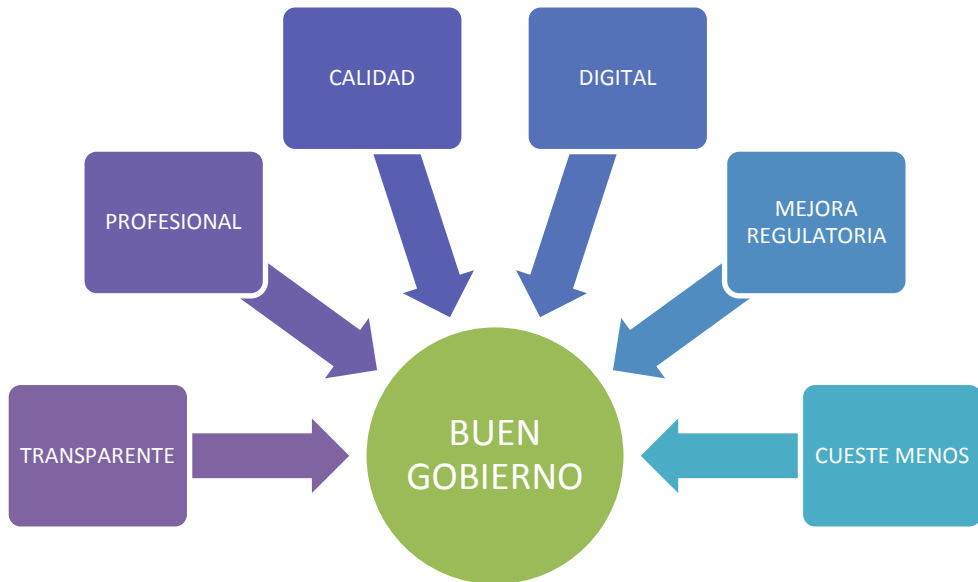 CALIDAD
DIGITAL
PROFESIONAL
MEJORA
REGULATORIA
TRANSPARENTE
BUEN
GOBIERNO
CUESTE MENOS